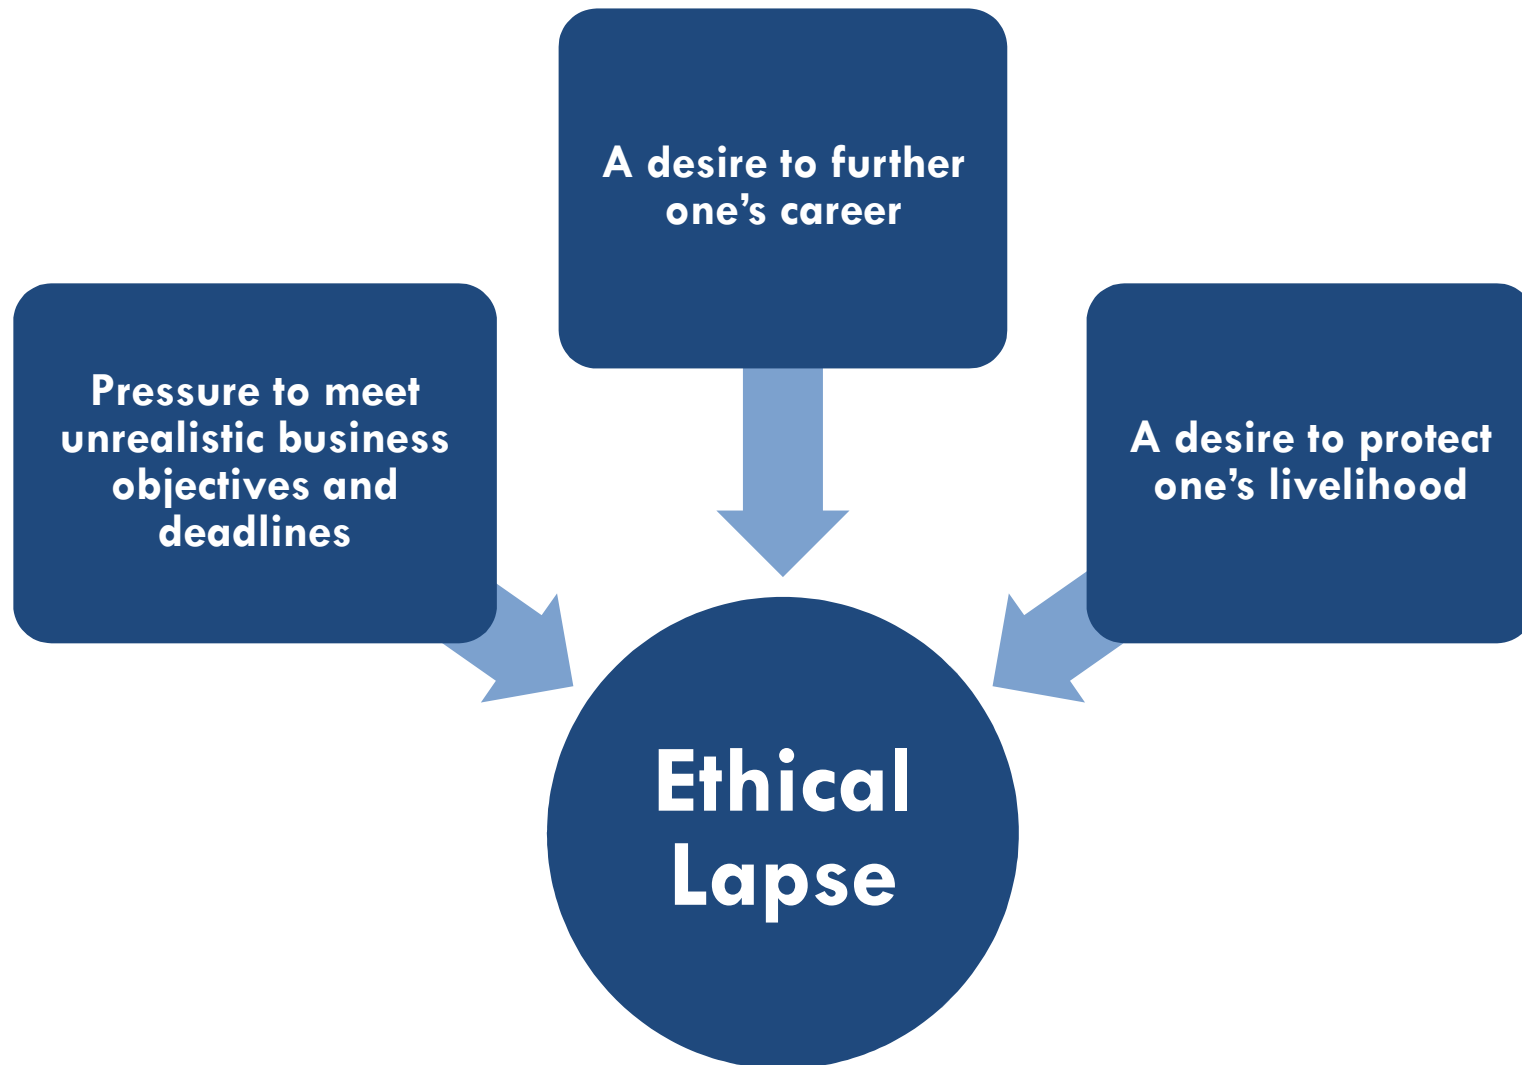 A desire to further
one’s career
Pressure to meet
unrealistic business
objectives and
deadlines
A desire to protect
one’s livelihood
Ethical
Lapse